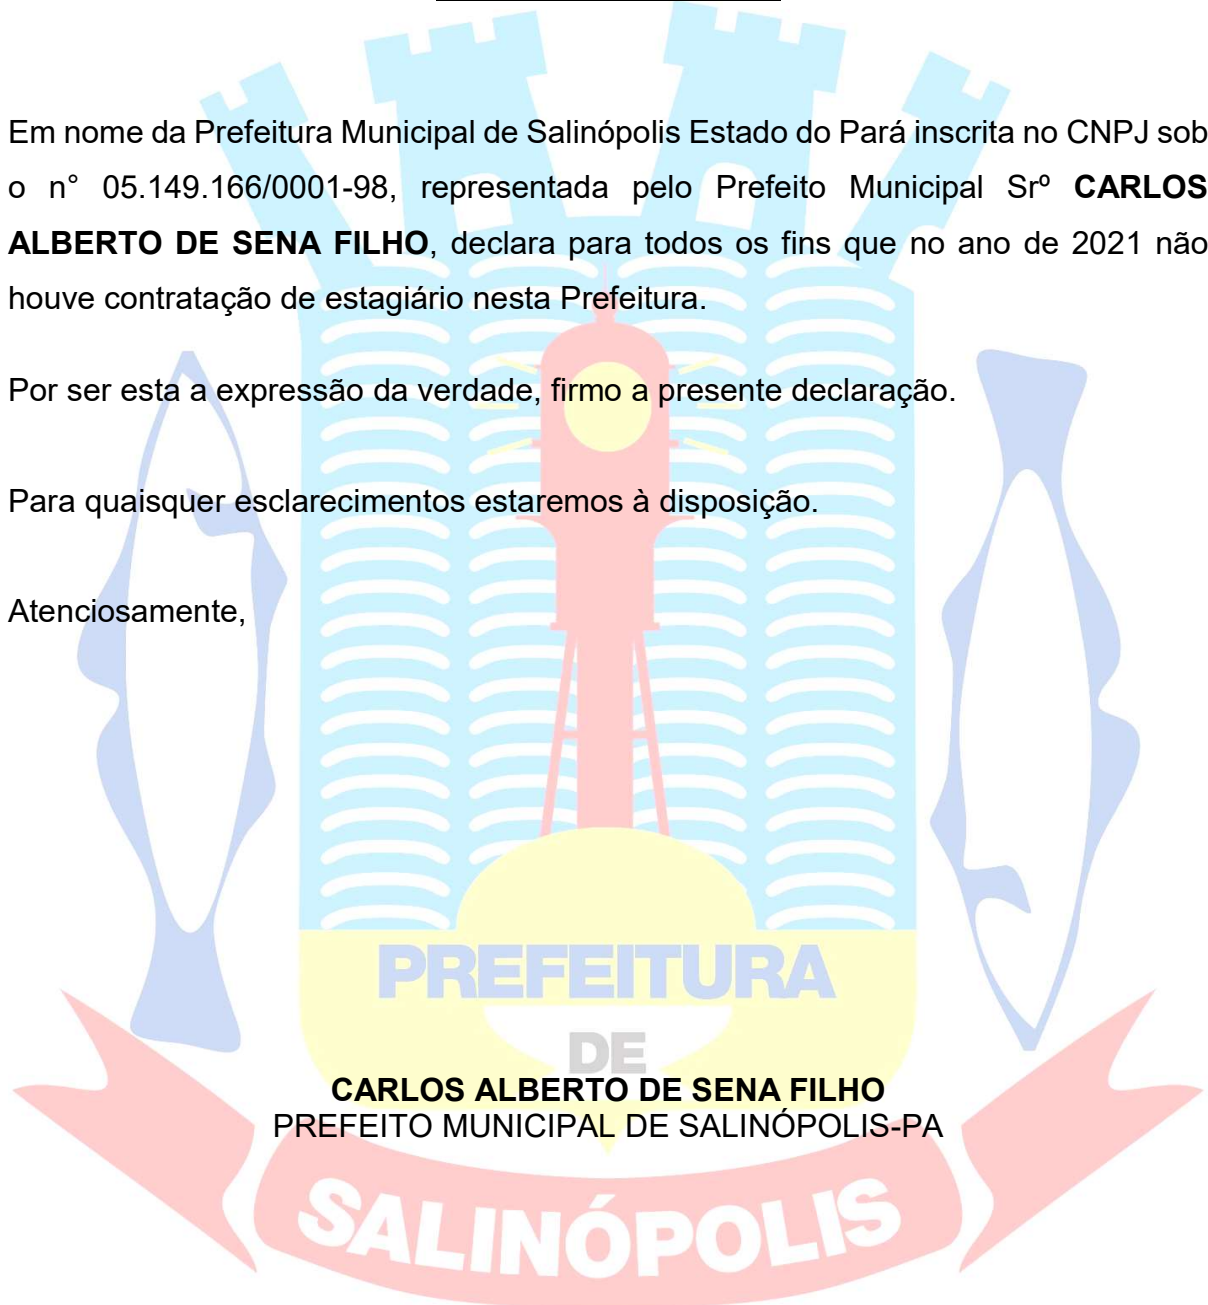 Em nome da Prefeitura Municipal de Salinópolis Estado do Pará inscrita no CNPJ sob
o n° 05.149.166/0001-98, representada pelo Prefeito Municipal Srº CARLOS
ALBERTO DE SENA FILHO, declara para todos os fins que no ano de 2021 não
houve contratação de estagiário nesta Prefeitura.
Por ser esta a expressão da verdade, firmo a presente declaração.
Para quaisquer esclarecimentos estaremos à disposição.
Atenciosamente,
PREFEITURA
DE
CARLOS ALBERTO DE SENA FILHO
PREFEITO MUNICIPAL DE SALINÓPOLIS-PA
SALINÓPOLIS